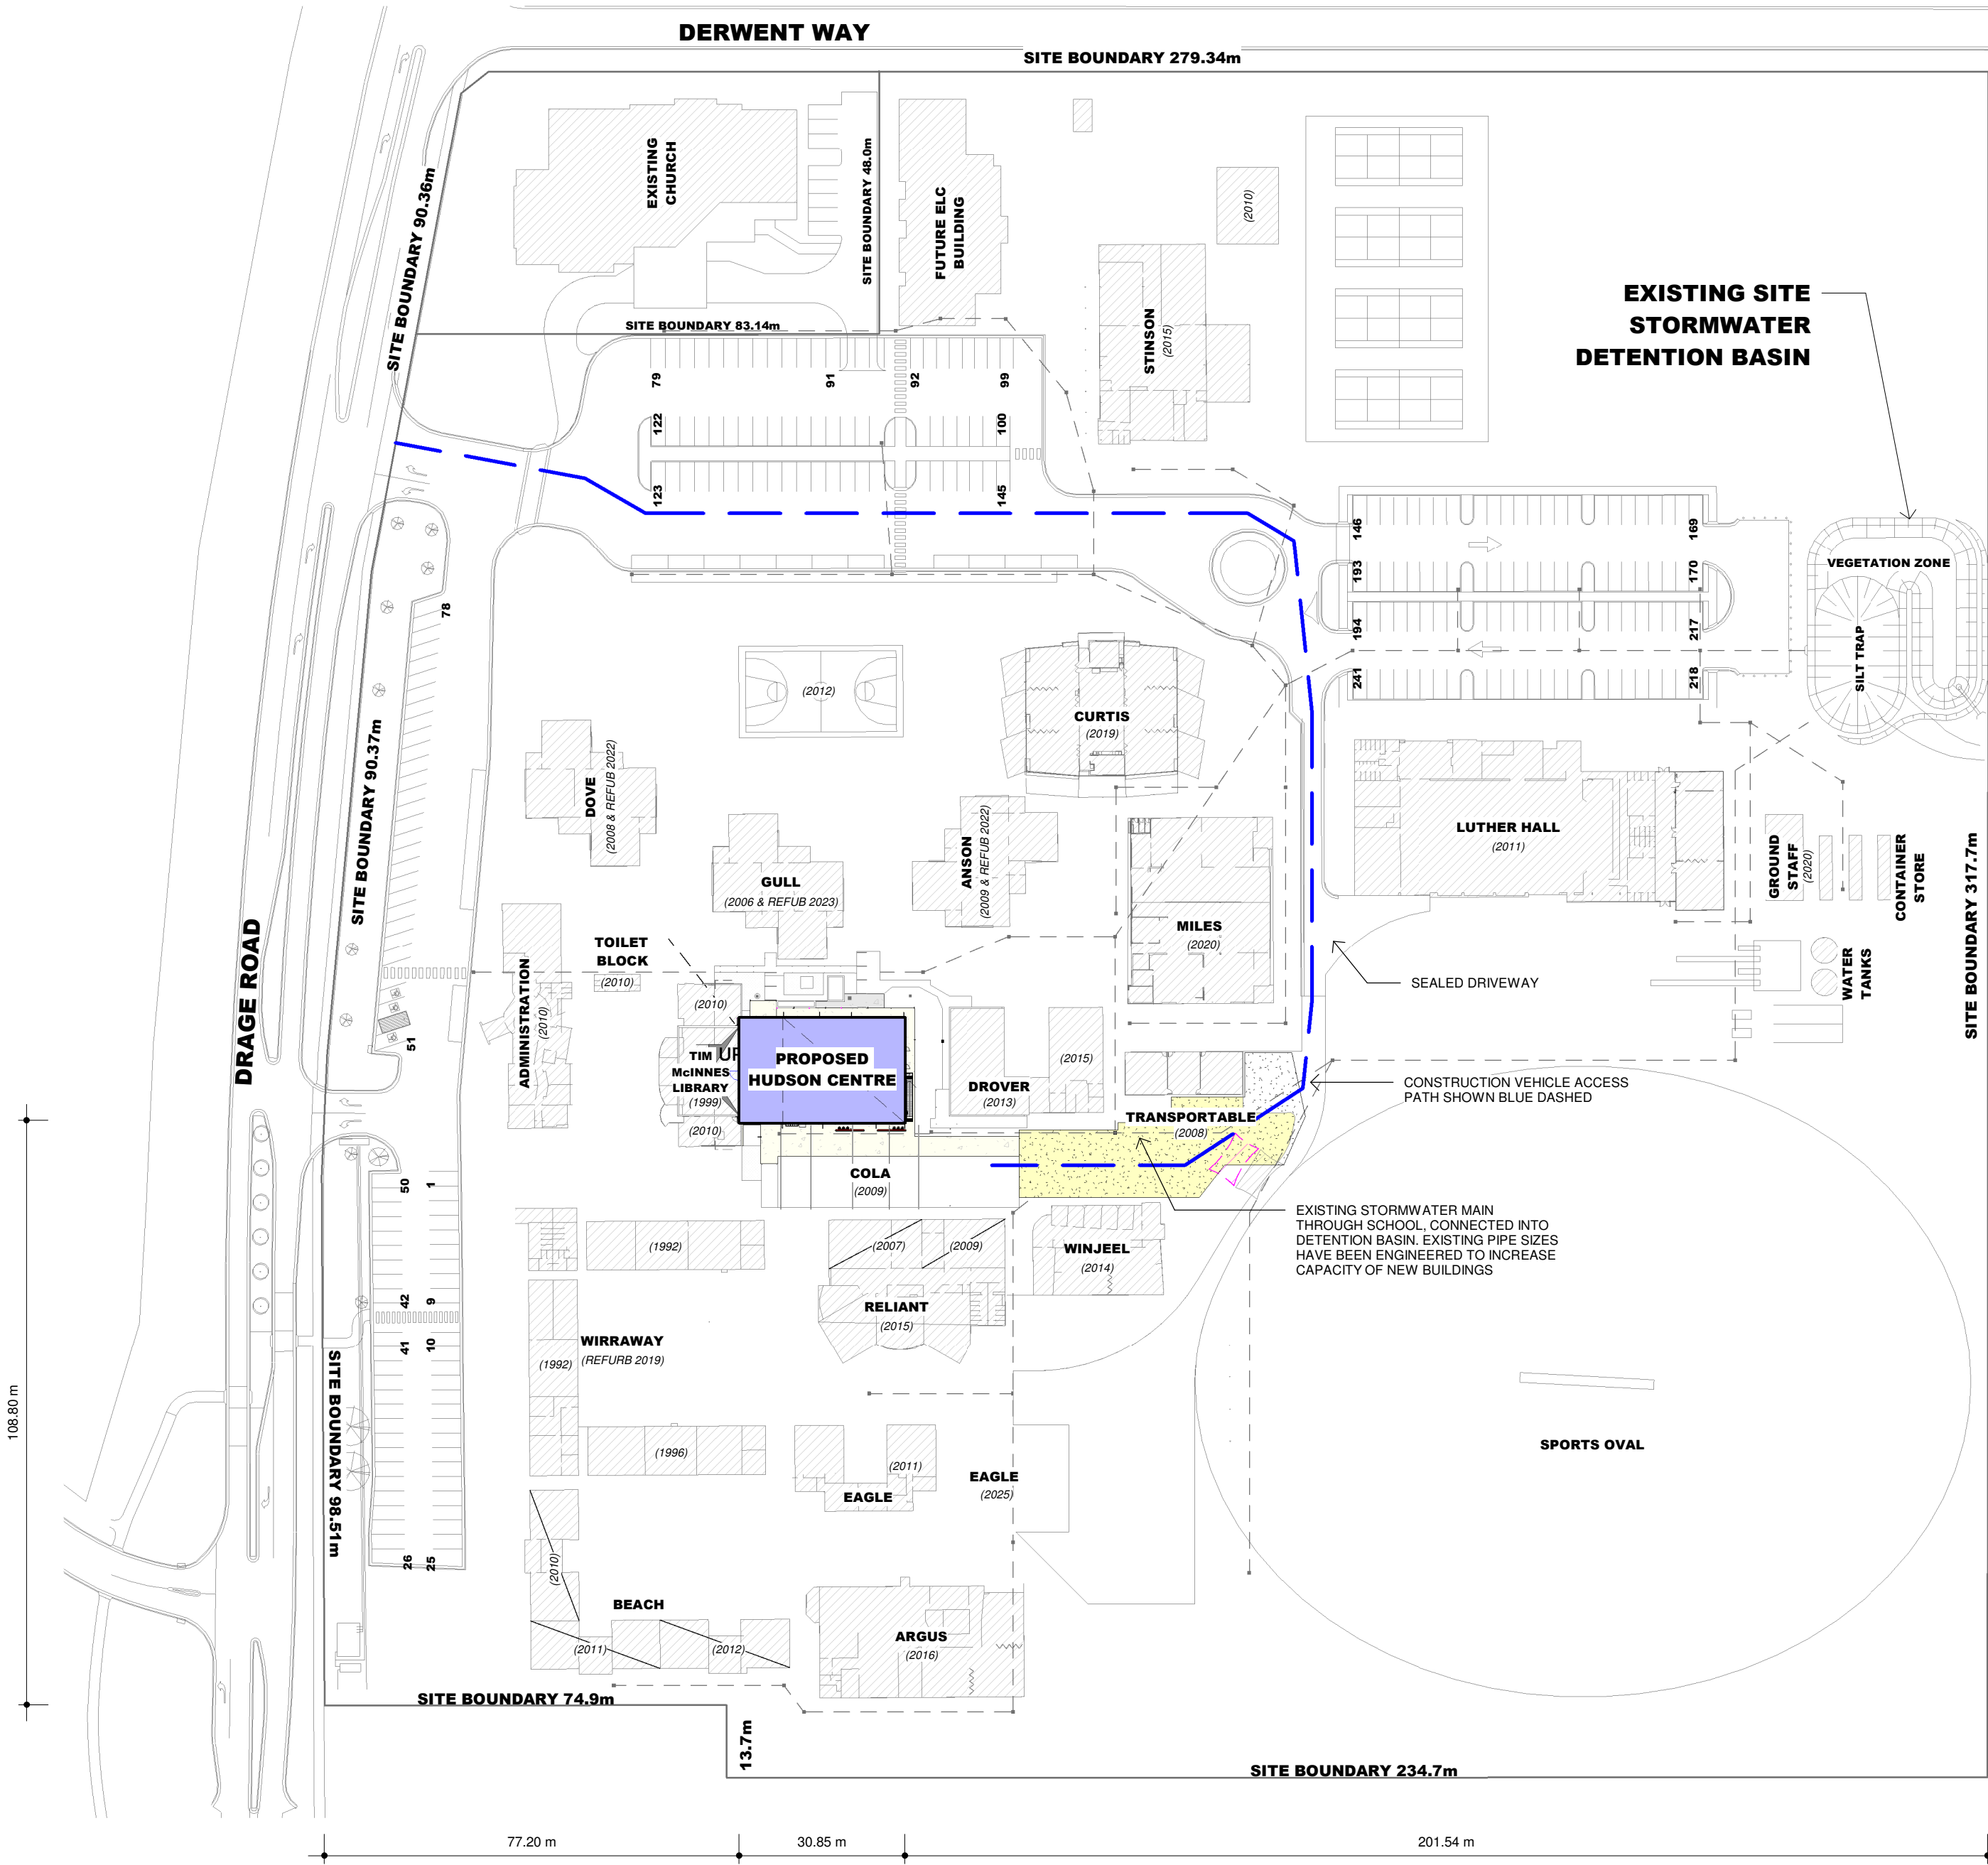 DERWENT WAY
SITE BOUNDARY 279.34m
EXISTING
CHURCH
SITE BOUNDARY 48.0m
FUTURE ELC
BUILDING
(2010)
SITE BOUNDARY 90.36m
EXISTING SITE
STORMWATER
DETENTION BASIN
STINSON
(2015)
SITE BOUNDARY 83.14m
79
91
92
99
122
100
123
145
146
169
193
170
194
217
241
218
VEGETATION ZONE
SILT TRAP
78
SITE BOUNDARY 90.37m
(2012)
CURTIS
(2019)
DOVE
(2008 & REFUB 2022)
GULL
(2006 & REFUB 2023)
ANSON
(2009 & REFUB 2022)
MILES
(2020)
LUTHER HALL
(2011)
GROUND
STAFF
(2020)
CONTAINER
STORE
SITE BOUNDARY 317.7m
DRAGE ROAD
TOILET
BLOCK
(2010)
ADMINISTRATION
(2010)
(2010)
WATER
TANKS
SEALED DRIVEWAY
51
TIM
McINNES
LIBRARY
(1999)
(2010)
UP
PROPOSED
HUDSON CENTRE
DROVER
(2013)
(2015)
CONSTRUCTION VEHICLE ACCESS
PATH SHOWN BLUE DASHED
TRANSPORTABLE
(2008)
COLA
(2009)
50
1
EXISTING STORMWATER MAIN
THROUGH SCHOOL, CONNECTED INTO
DETENTION BASIN. EXISTING PIPE SIZES
HAVE BEEN ENGINEERED TO INCREASE
CAPACITY OF NEW BUILDINGS
(1992)
(2007)
(2009)
WINJEEL
(2014)
42
9
41
10
RELIANT
(2015)
WIRRAWAY
(REFURB 2019)
(1992)
108.80 m
SITE BOUNDARY 98.51m
SPORTS OVAL
(1996)
(2011)
EAGLE
EAGLE
(2025)
26
25
(2010)
BEACH
(2011)
(2012)
ARGUS
(2016)
SITE BOUNDARY 74.9m
13.7m
SITE BOUNDARY 234.7m
77.20 m
30.85 m
201.54 m